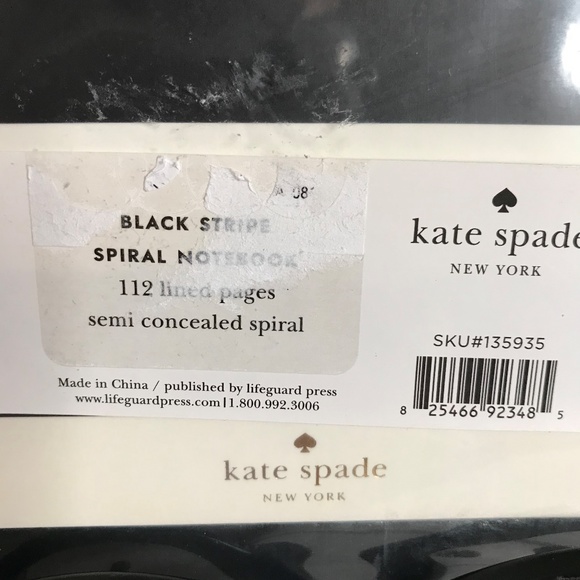 08
BLACK STRIPE
SPIRAL NOTEBOOK
112 lined pages
semi concealed spiral
Made in China / published by lifeguard press
www.lifeguardpress.com | 1.800.992.3006
kate spade
NEW YORK
SKU#135935
8 25466 92348 5
kate spade
NEW YORK